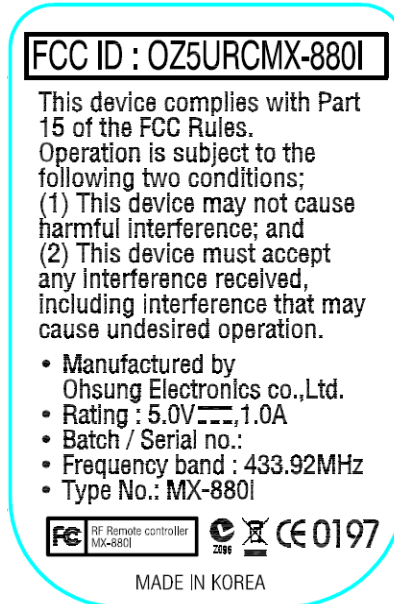 FCC ID : OZ5URCMX-880I
This device complies with Part
15 of the FCC Rules.
Operation is subject to the
following two conditions;
(1) This device may not cause
harmful interference; and
(2) This device must accept
any interference received,
including interference that may
cause undesired operation.
• Manufactured by
Ohsung Electronics co.,Ltd.
• Rating : 5.0V⎓,1.0A
• Batch / Serial no.:
• Frequency band : 433.92MHz
• Type No.: MX-880I
FC RF Remote controller
MX-880I
Z096
CE 0197
MADE IN KOREA